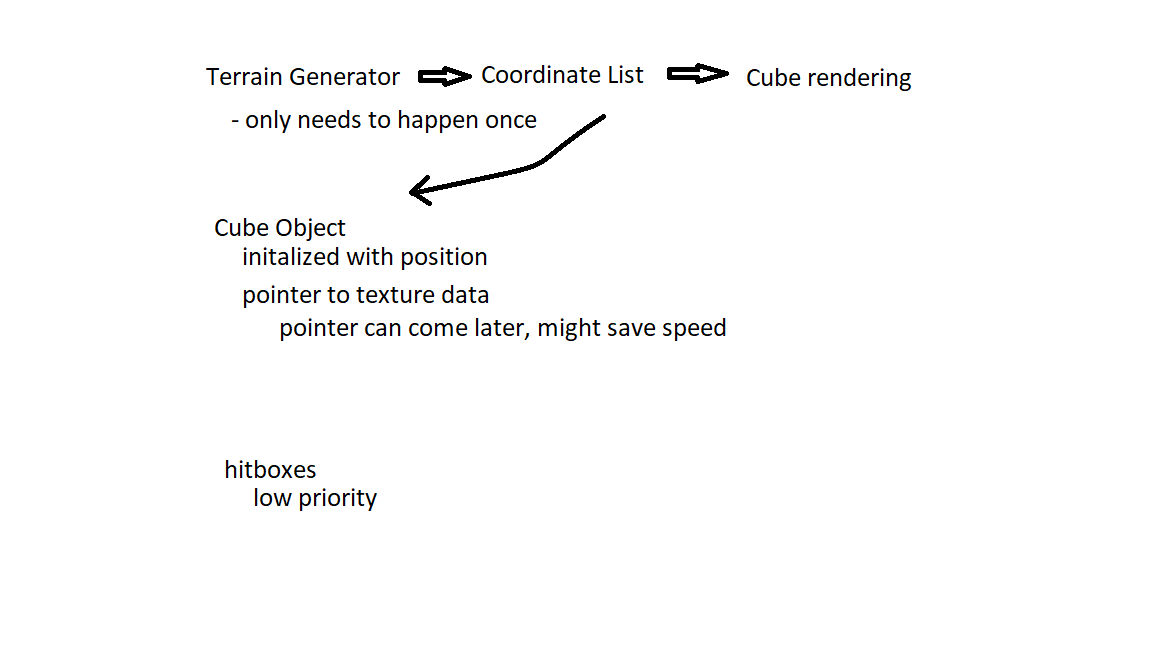 Terrain Generator Coordinate List Cube rendering
- only needs to happen once
Cube Object
initalized with position
pointer to texture data
pointer can come later, might save speed
hitboxes
low priority